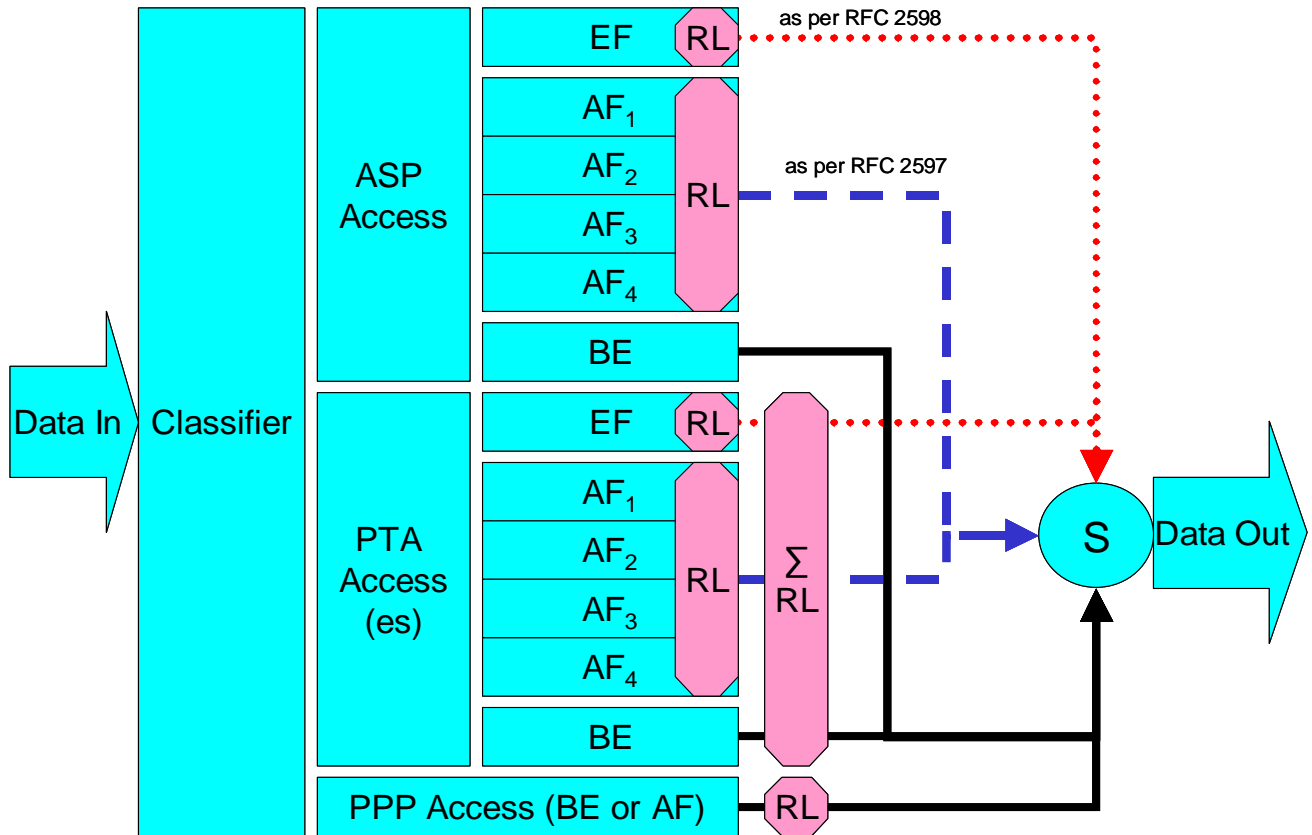 as per RFC 2598
EF
RL
AF1
AF2
AF3
AF4
RL
as per RFC 2597
ASP
Access
BE
Data In
Classifier
EF
RL
AF1
AF2
AF3
AF4
RL
PTA
Access
(es)
Σ
RL
S
Data Out
BE
PPP Access (BE or AF)
RL